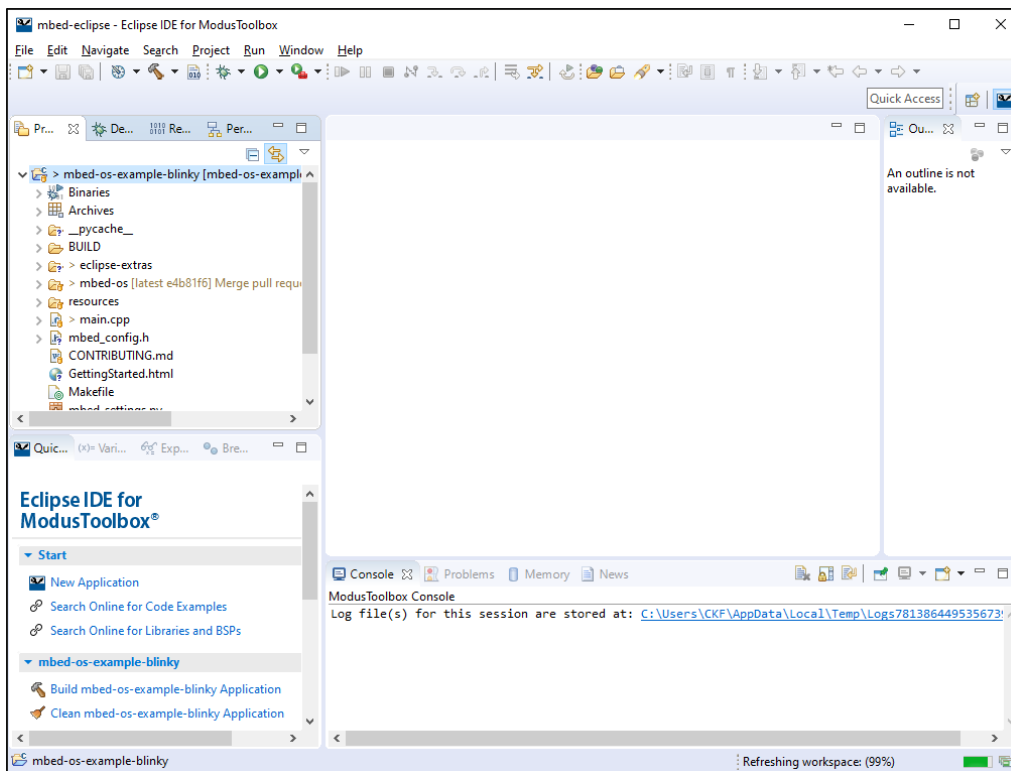 mbed-eclipse - Eclipse IDE for ModusToolbox
File Edit Navigate Search Project Run Window Help
Quick Access
Pr... De... Re... Per...
> mbed-os-example-blinky [mbed-os-exampl
Binaries
Archives
__pycache__
BUILD
> eclipse-extras
> mbed-os [latest e4b81f6] Merge pull requ
resources
> main.cpp
mbed_config.h
CONTRIBUTING.md
GettingStarted.html
Makefile
mbed_settings.py
Ou...
An outline is not
available.
Quic... (x)= Vari... Exp... Bre...
Eclipse IDE for
ModusToolbox®
Start
New Application
Search Online for Code Examples
Search Online for Libraries and BSPs
mbed-os-example-blinky
Build mbed-os-example-blinky Application
Clean mbed-os-example-blinky Application
Console Problems Memory News
ModusToolbox Console
Log file(s) for this session are stored at: C:\Users\CKF\AppData\Local\Temp\Logs781386449535673
mbed-os-example-blinky
Refreshing workspace: (99%)